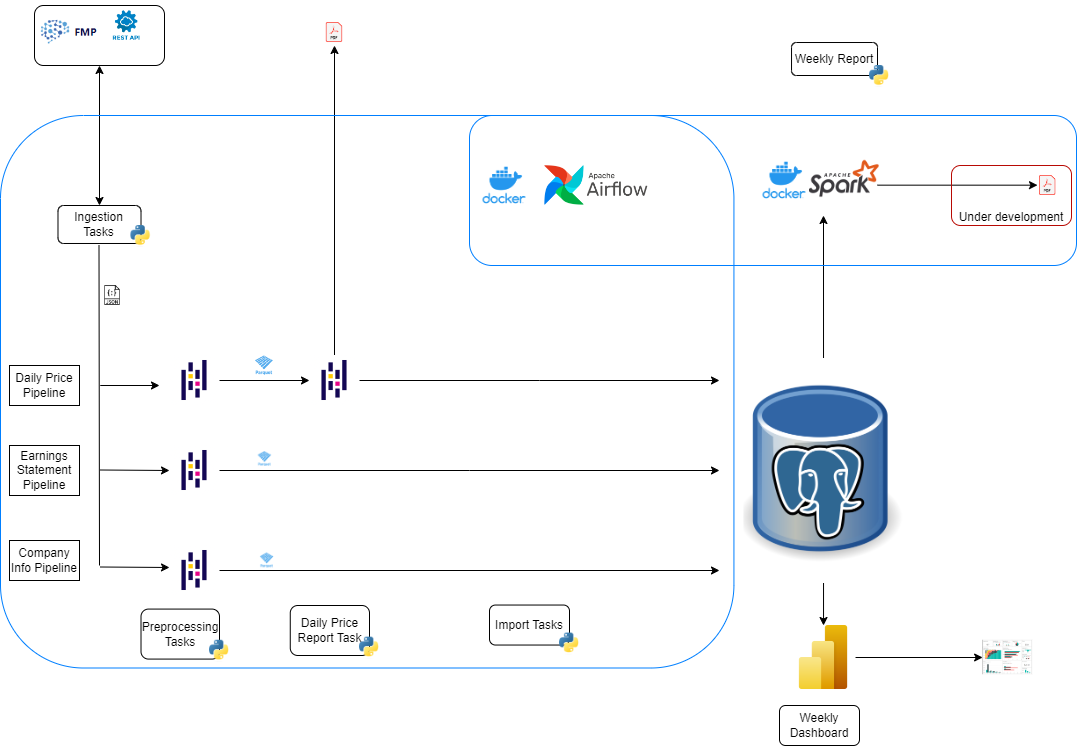 FMP
REST API
PDF
Weekly Report
docker
Apache
Airflow
docker
APACHE
Spark
PDF
Under development
Ingestion
Tasks
{:}
JSON
Daily Price
Pipeline
Parquet
Earnings
Statement
Pipeline
Parquet
Company
Info Pipeline
Parquet
Preprocessing
Tasks
Daily Price
Report Task
Import Tasks
Weekly
Dashboard